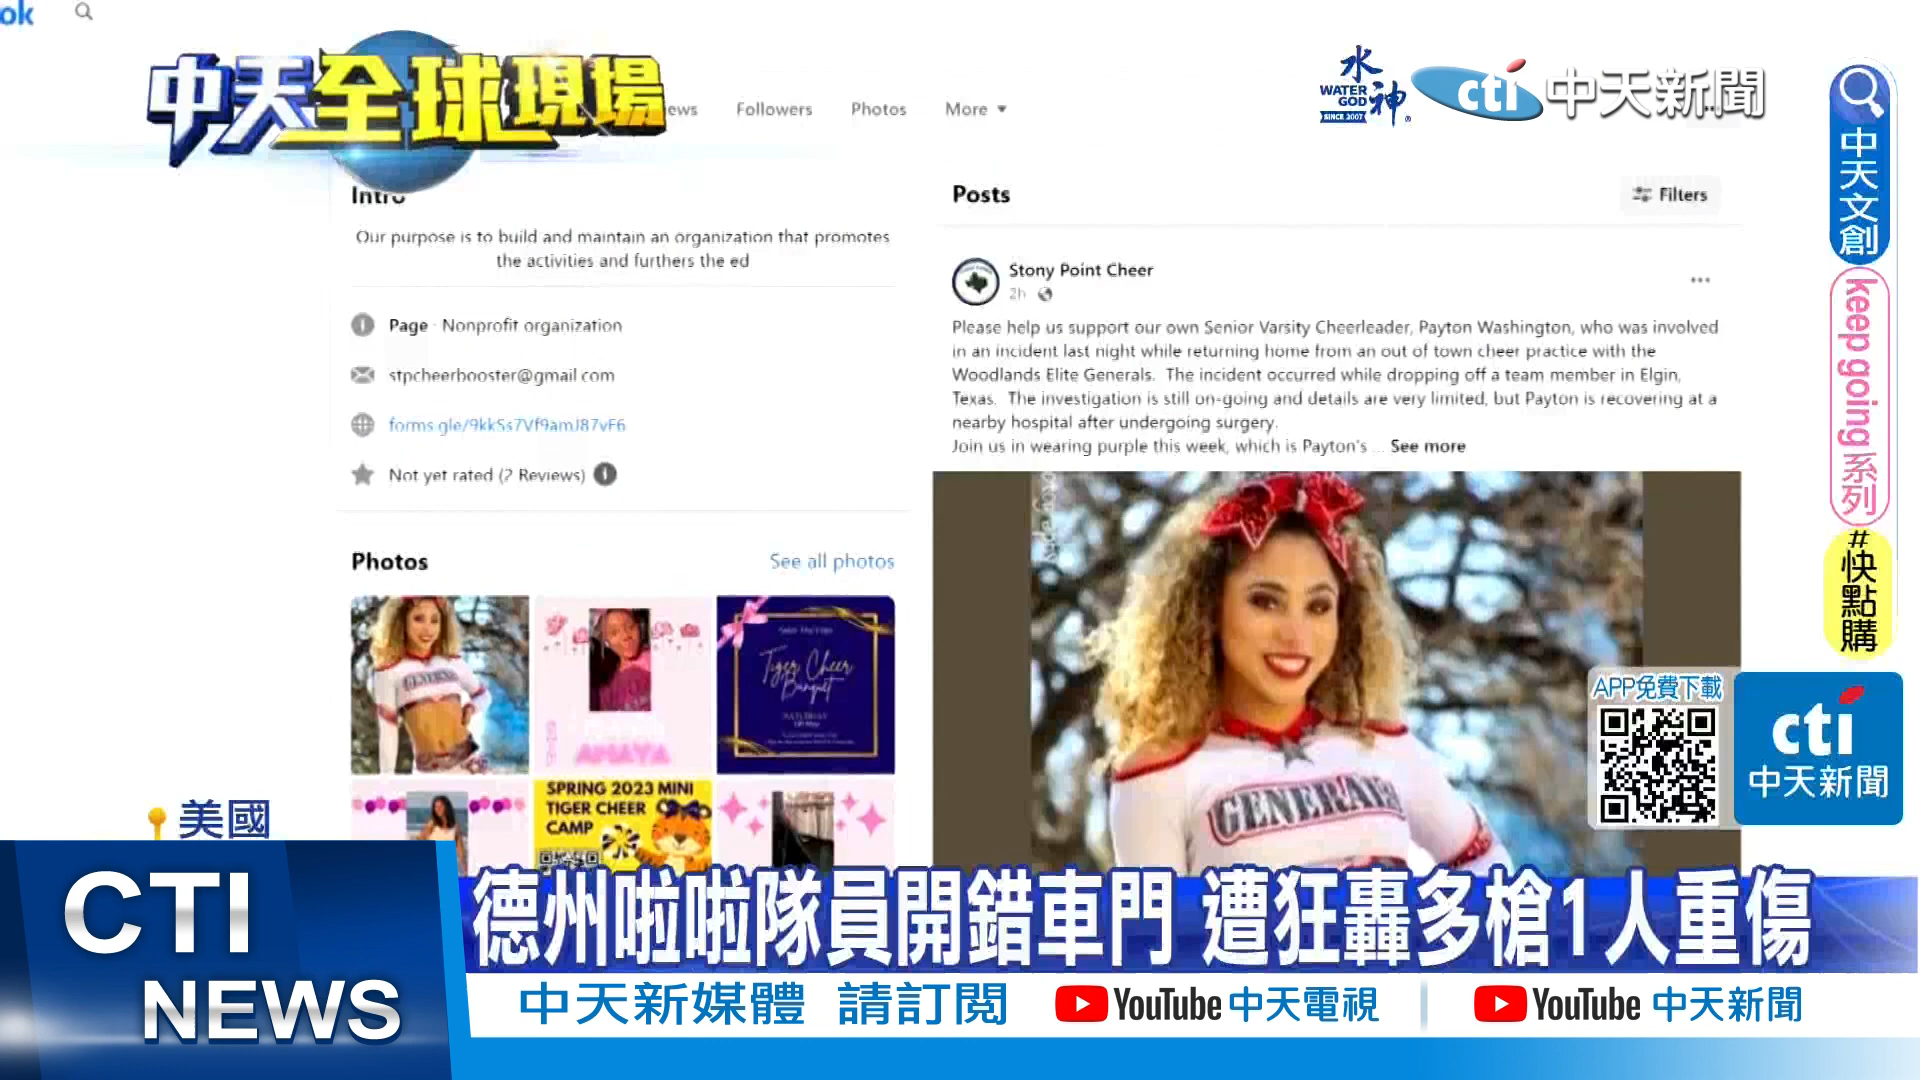 ok
中天全球現場
ews Followers Photos More
水神
WATER GOD
SINCE 2007
cti 中天新聞
中天文創
keep going系列
#快點購
Intro
Our purpose is to build and maintain an organization that promotes
the activities and furthers the ed
Page · Nonprofit organization
stpcheerbooster@gmail.com
forms.gle/9kkSs7Vf9amJ87vF6
Not yet rated (2 Reviews)
Photos
See all photos
GENERALS
AMAYA
Tiger Cheer
Banquet
SATURDAY
SPRING 2023 MINI
TIGER CHEER
CAMP
Posts
Filters
Stony Point Cheer
2h
Please help us support our own Senior Varsity Cheerleader, Payton Washington, who was involved
in an incident last night while returning home from an out of town cheer practice with the
Woodlands Elite Generals. The incident occurred while dropping off a team member in Elgin,
Texas. The investigation is still on-going and details are very limited, but Payton is recovering at a
nearby hospital after undergoing surgery.
Join us in wearing purple this week, which is Payton's ... See more
GENERALS
APP免費下載
cti
中天新聞
美國
CTI
NEWS
德州啦啦隊員開錯車門 遭狂轟多槍1人重傷
中天新媒體 請訂閱 YouTube 中天電視 YouTube 中天新聞